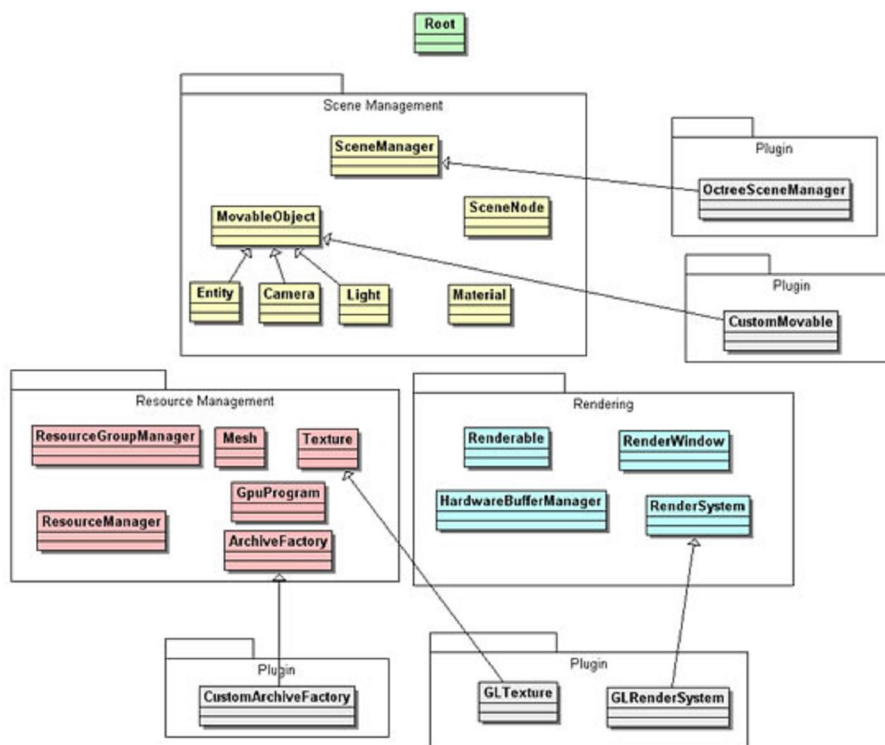 Root
Scene Management
SceneManager
Plugin
OctreeSceneManager
SceneNode
MovableObject
Plugin
Entity
Camera
Light
Material
CustomMovable
Resource Management
Rendering
ResourceGroupManager
Mesh
Texture
Renderable
RenderWindow
GpuProgram
HardwareBufferManager
RenderSystem
ResourceManager
ArchiveFactory
Plugin
Plugin
CustomArchiveFactory
GLTexture
GLRenderSystem